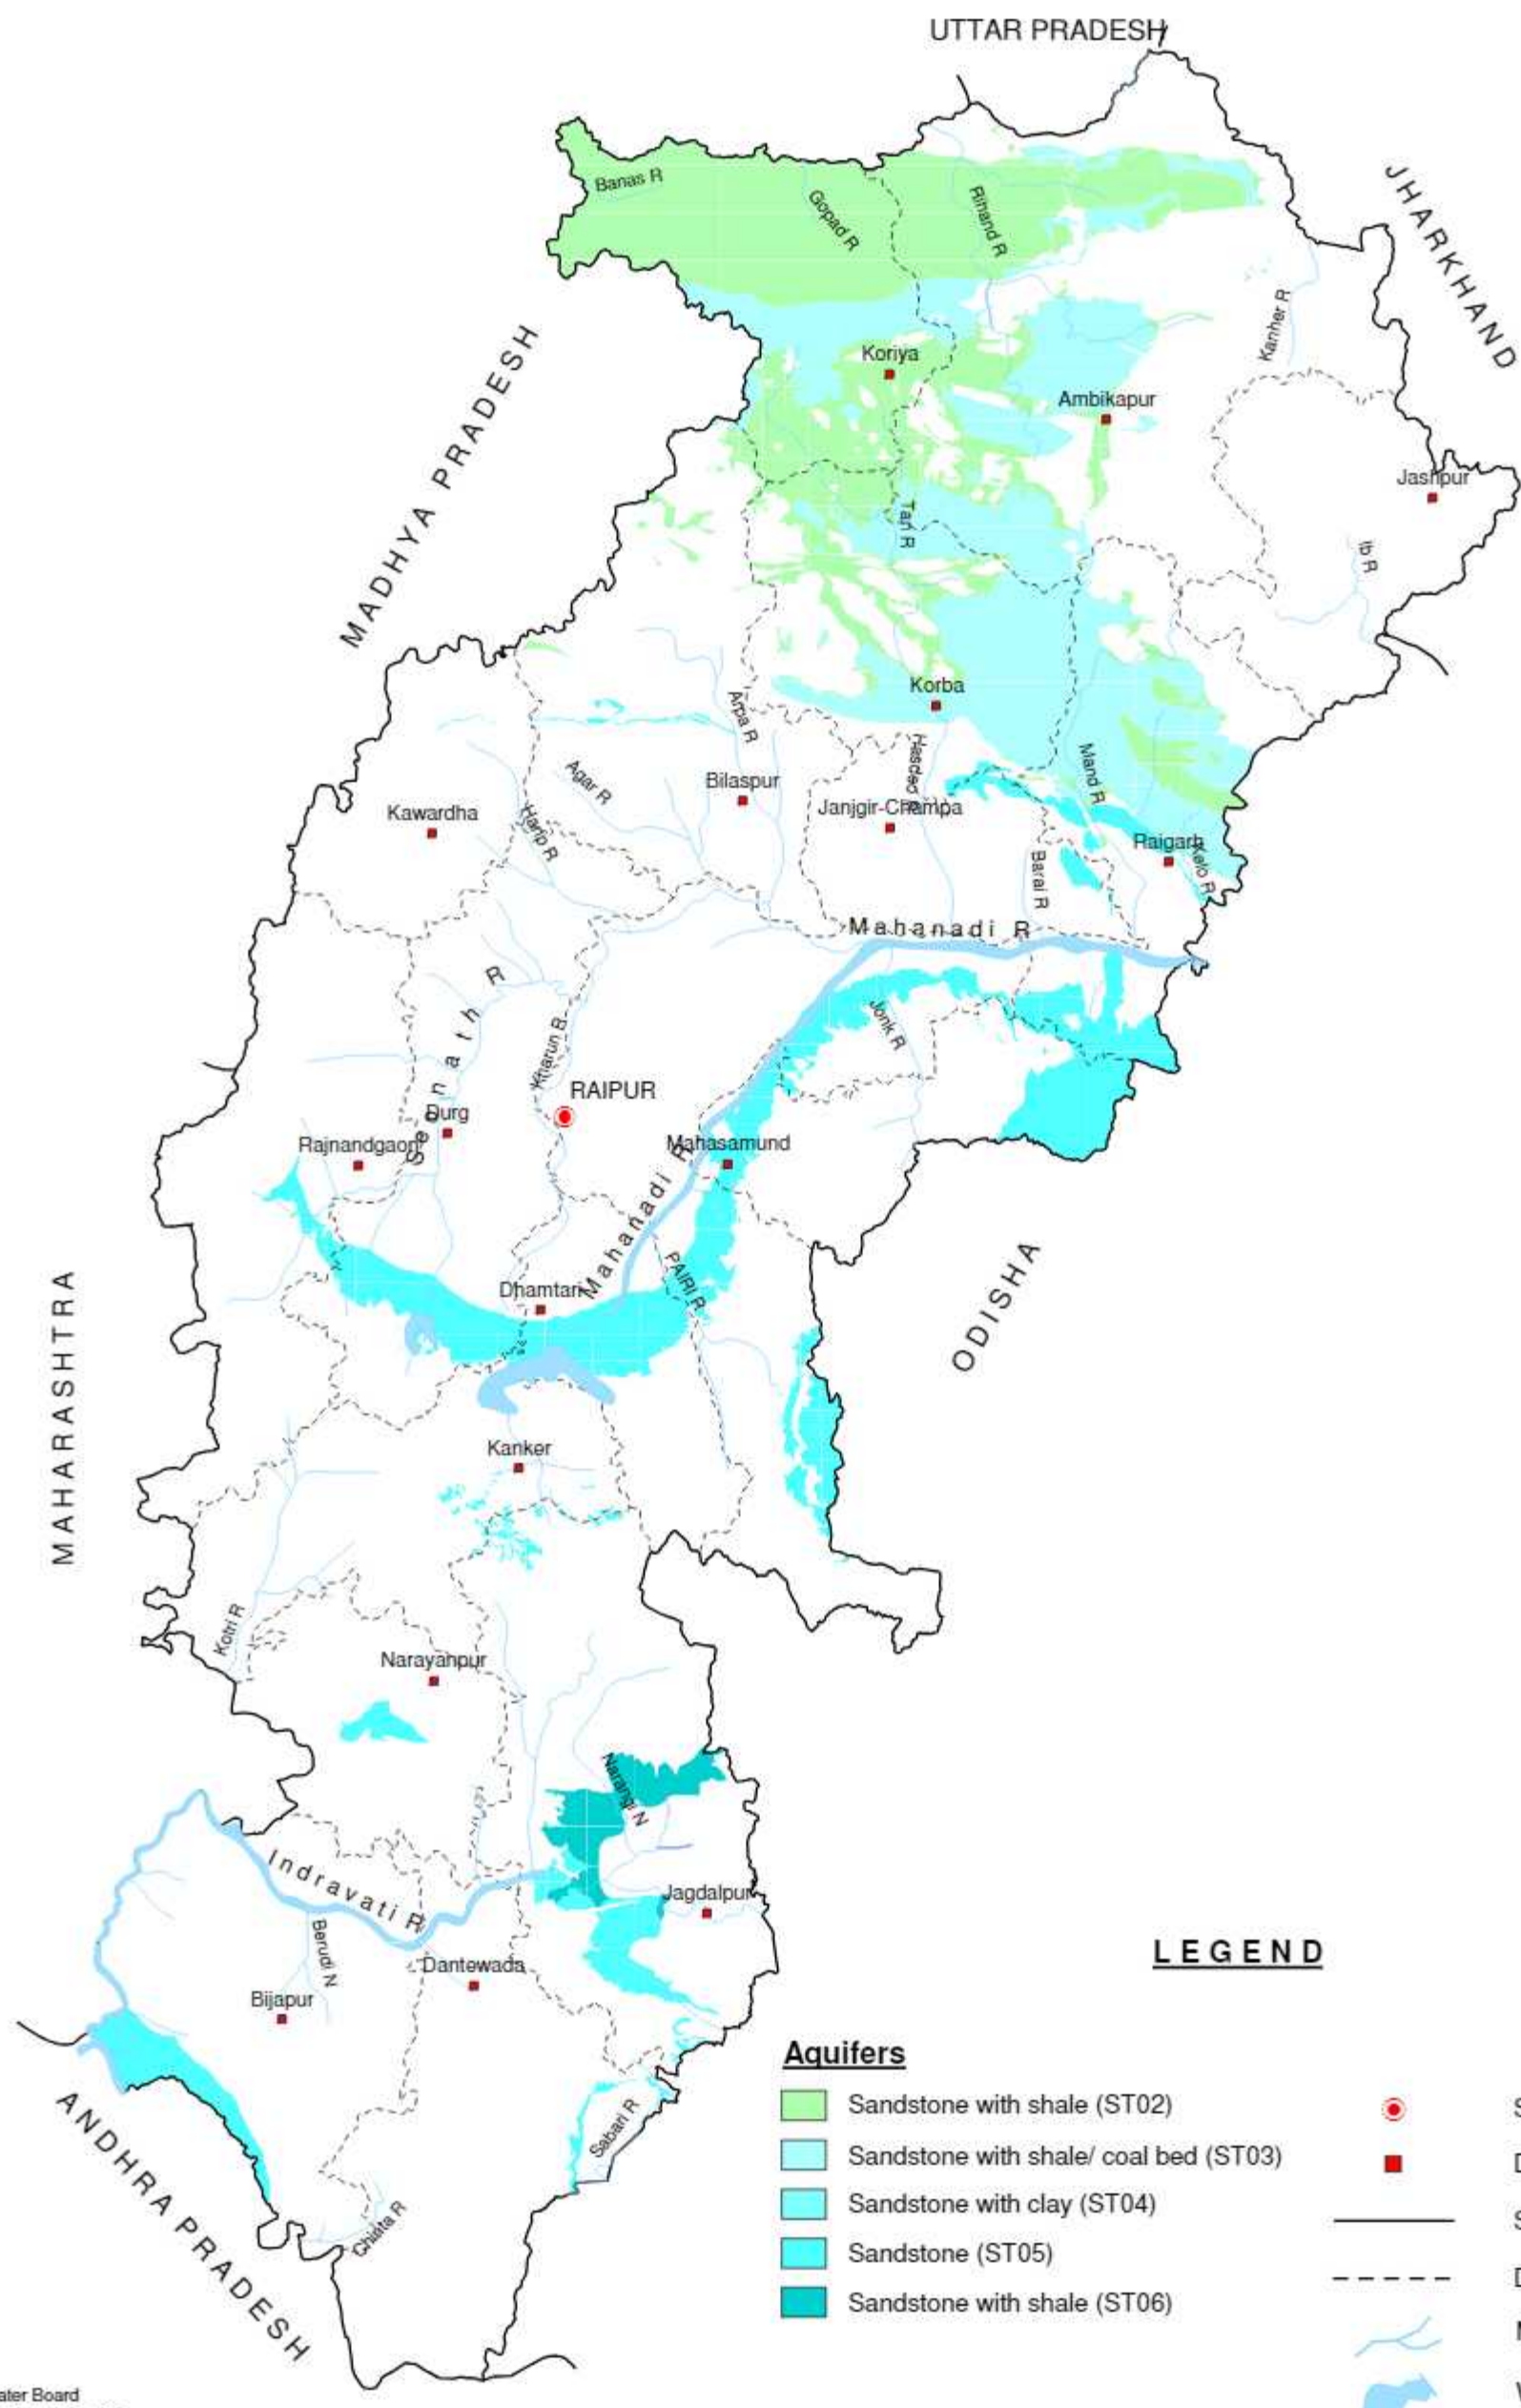 UTTAR PRADESH
JHARKHAND
Banas R
Gopad R
Rihand R
Kanher R
MADHYA PRADESH
Koriya
Ambikapur
Jashpur
Tan R
Ib R
Korba
Arpa R
Hasdeo R
Mand R
Agar R
Bilaspur
Janjgir-Champa
Kawardha
Harip R
Raigarh
Kelo R
Barai R
Mahanadi R
Seonath R
Kharun R
Jonk R
RAIPUR
Durg
Rajnandgaon
Mahasamund
Mahanadi R
PAIRI R
Dhamtari
ODISHA
MAHARASHTRA
Kanker
Kotri R
Narayanpur
Narangi N
Indravati R
Jagdalpur
Berudi N
Dantewada
Bijapur
Sabari R
ANDHRA PRADESH
LEGEND
Aquifers
Sandstone with shale (ST02)
Sandstone with shale/ coal bed (ST03)
Sandstone with clay (ST04)
Sandstone (ST05)
Sandstone with shale (ST06)
Board